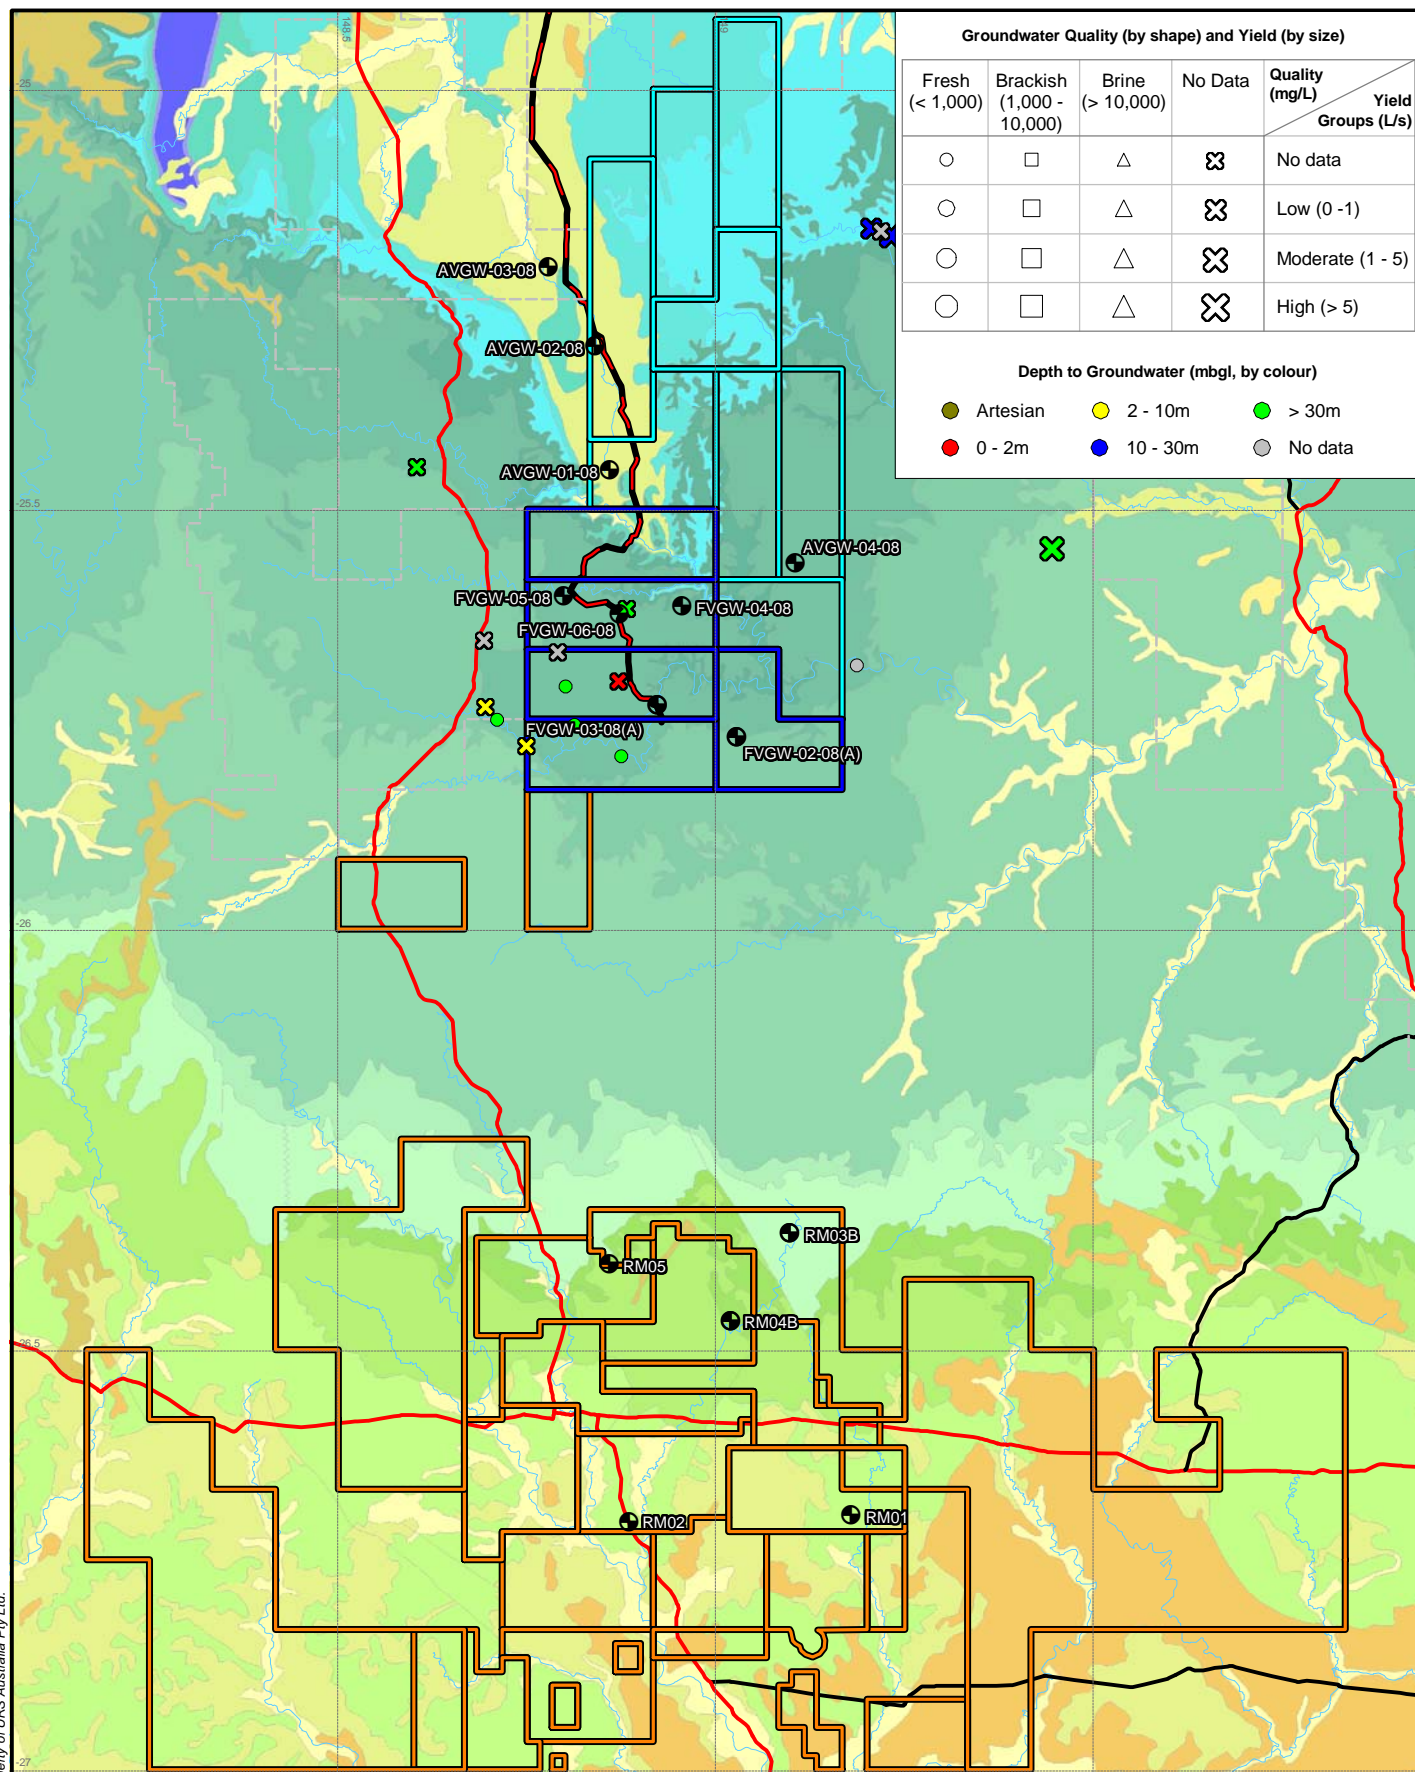 Groundwater Quality (by shape) and Yield (by size)
Fresh
(< 1,000)
Brackish
(1,000 -
10,000)
Brine
(> 10,000)
No Data
Quality
(mg/L)
Yield
Groups (L/s)
No data
Low (0 -1)
Moderate (1 - 5)
High (> 5)
Depth to Groundwater (mbgl, by colour)
Artesian
2 - 10m
> 30m
0 - 2m
10 - 30m
No data
148.5
-25
AVGW-03-08
AVGW-02-08
AVGW-01-08
-25.5
AVGW-04-08
FVGW-05-08
FVGW-04-08
FVGW-06-08
FVGW-03-08(A)
FVGW-02-08(A)
-26
RM03B
RM05
RM04B
-26.5
RM02
RM01
-27